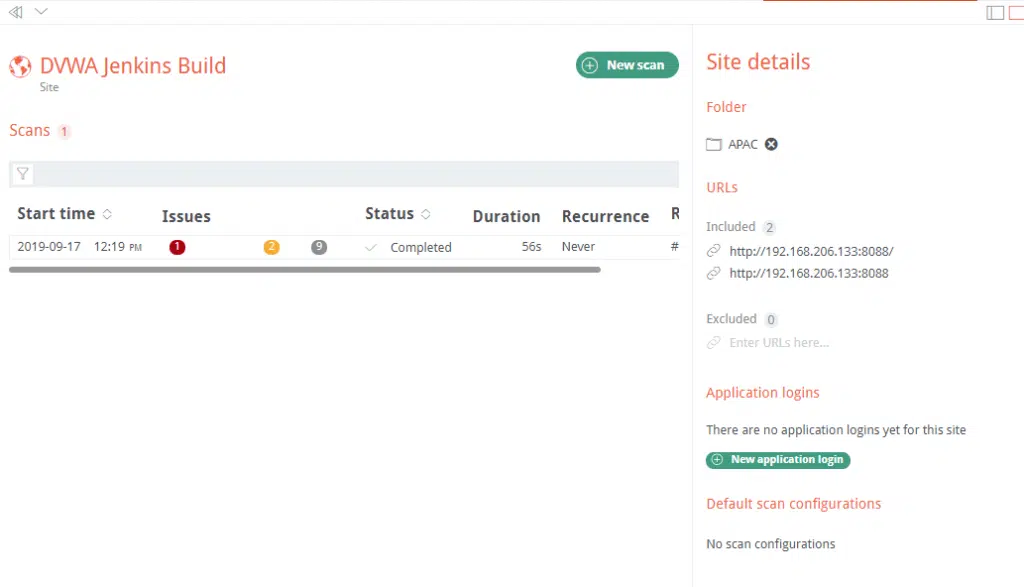 DVWA Jenkins Build
Site
New scan
Scans 1
Start time Issues Status Duration Recurrence R
2019-09-17 12:19 PM 1 2 9 Completed 56s Never #
Site details
Folder
APAC
URLs
Included 2
http://192.168.206.133:8088/
http://192.168.206.133:8088
Excluded 0
Enter URLs here...
Application logins
There are no application logins yet for this site
New application login
Default scan configurations
No scan configurations